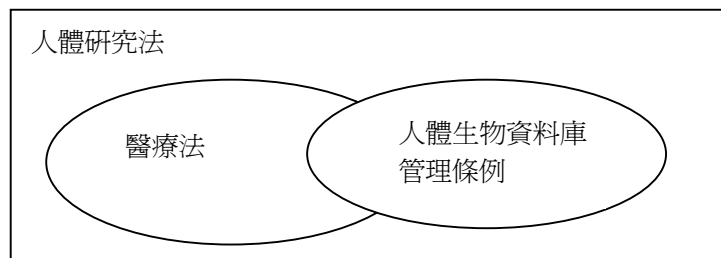 人體研究法
醫療法
人體生物資料庫
管理條例